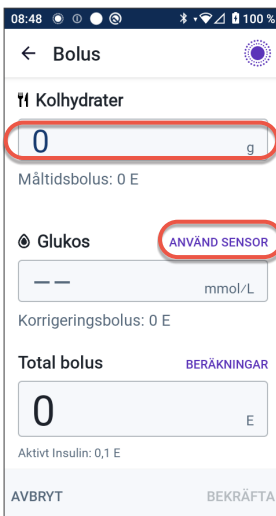 08:48 100 %
Bolus
Kolhydrater
0 g
Måltidsbolus: 0 E
Glukos ANVÄND SENSOR
-- mmol/L
Korrigeringsbolus: 0 E
Total bolus BERÄKNINGAR
0 E
Aktivt Insulin: 0,1 E
AVBRYT BEKRÄFTA